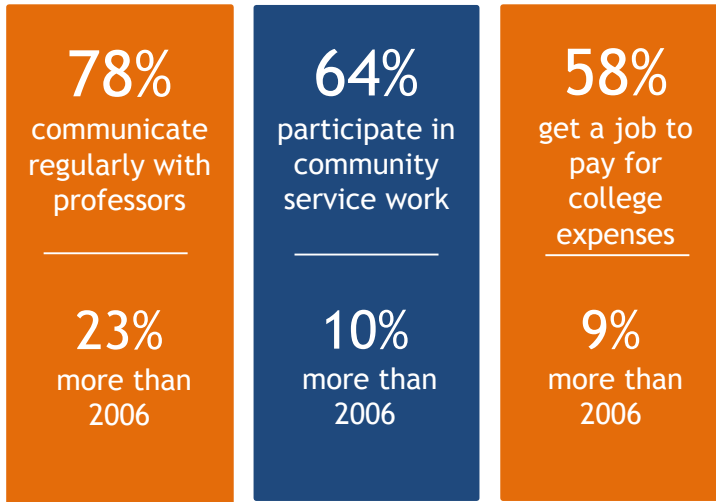 78%
communicate
regularly with
professors
23%
more than
2006
64%
participate in
community
service work
10%
more than
2006
58%
get a job to
pay for
college
expenses
9%
more than
2006